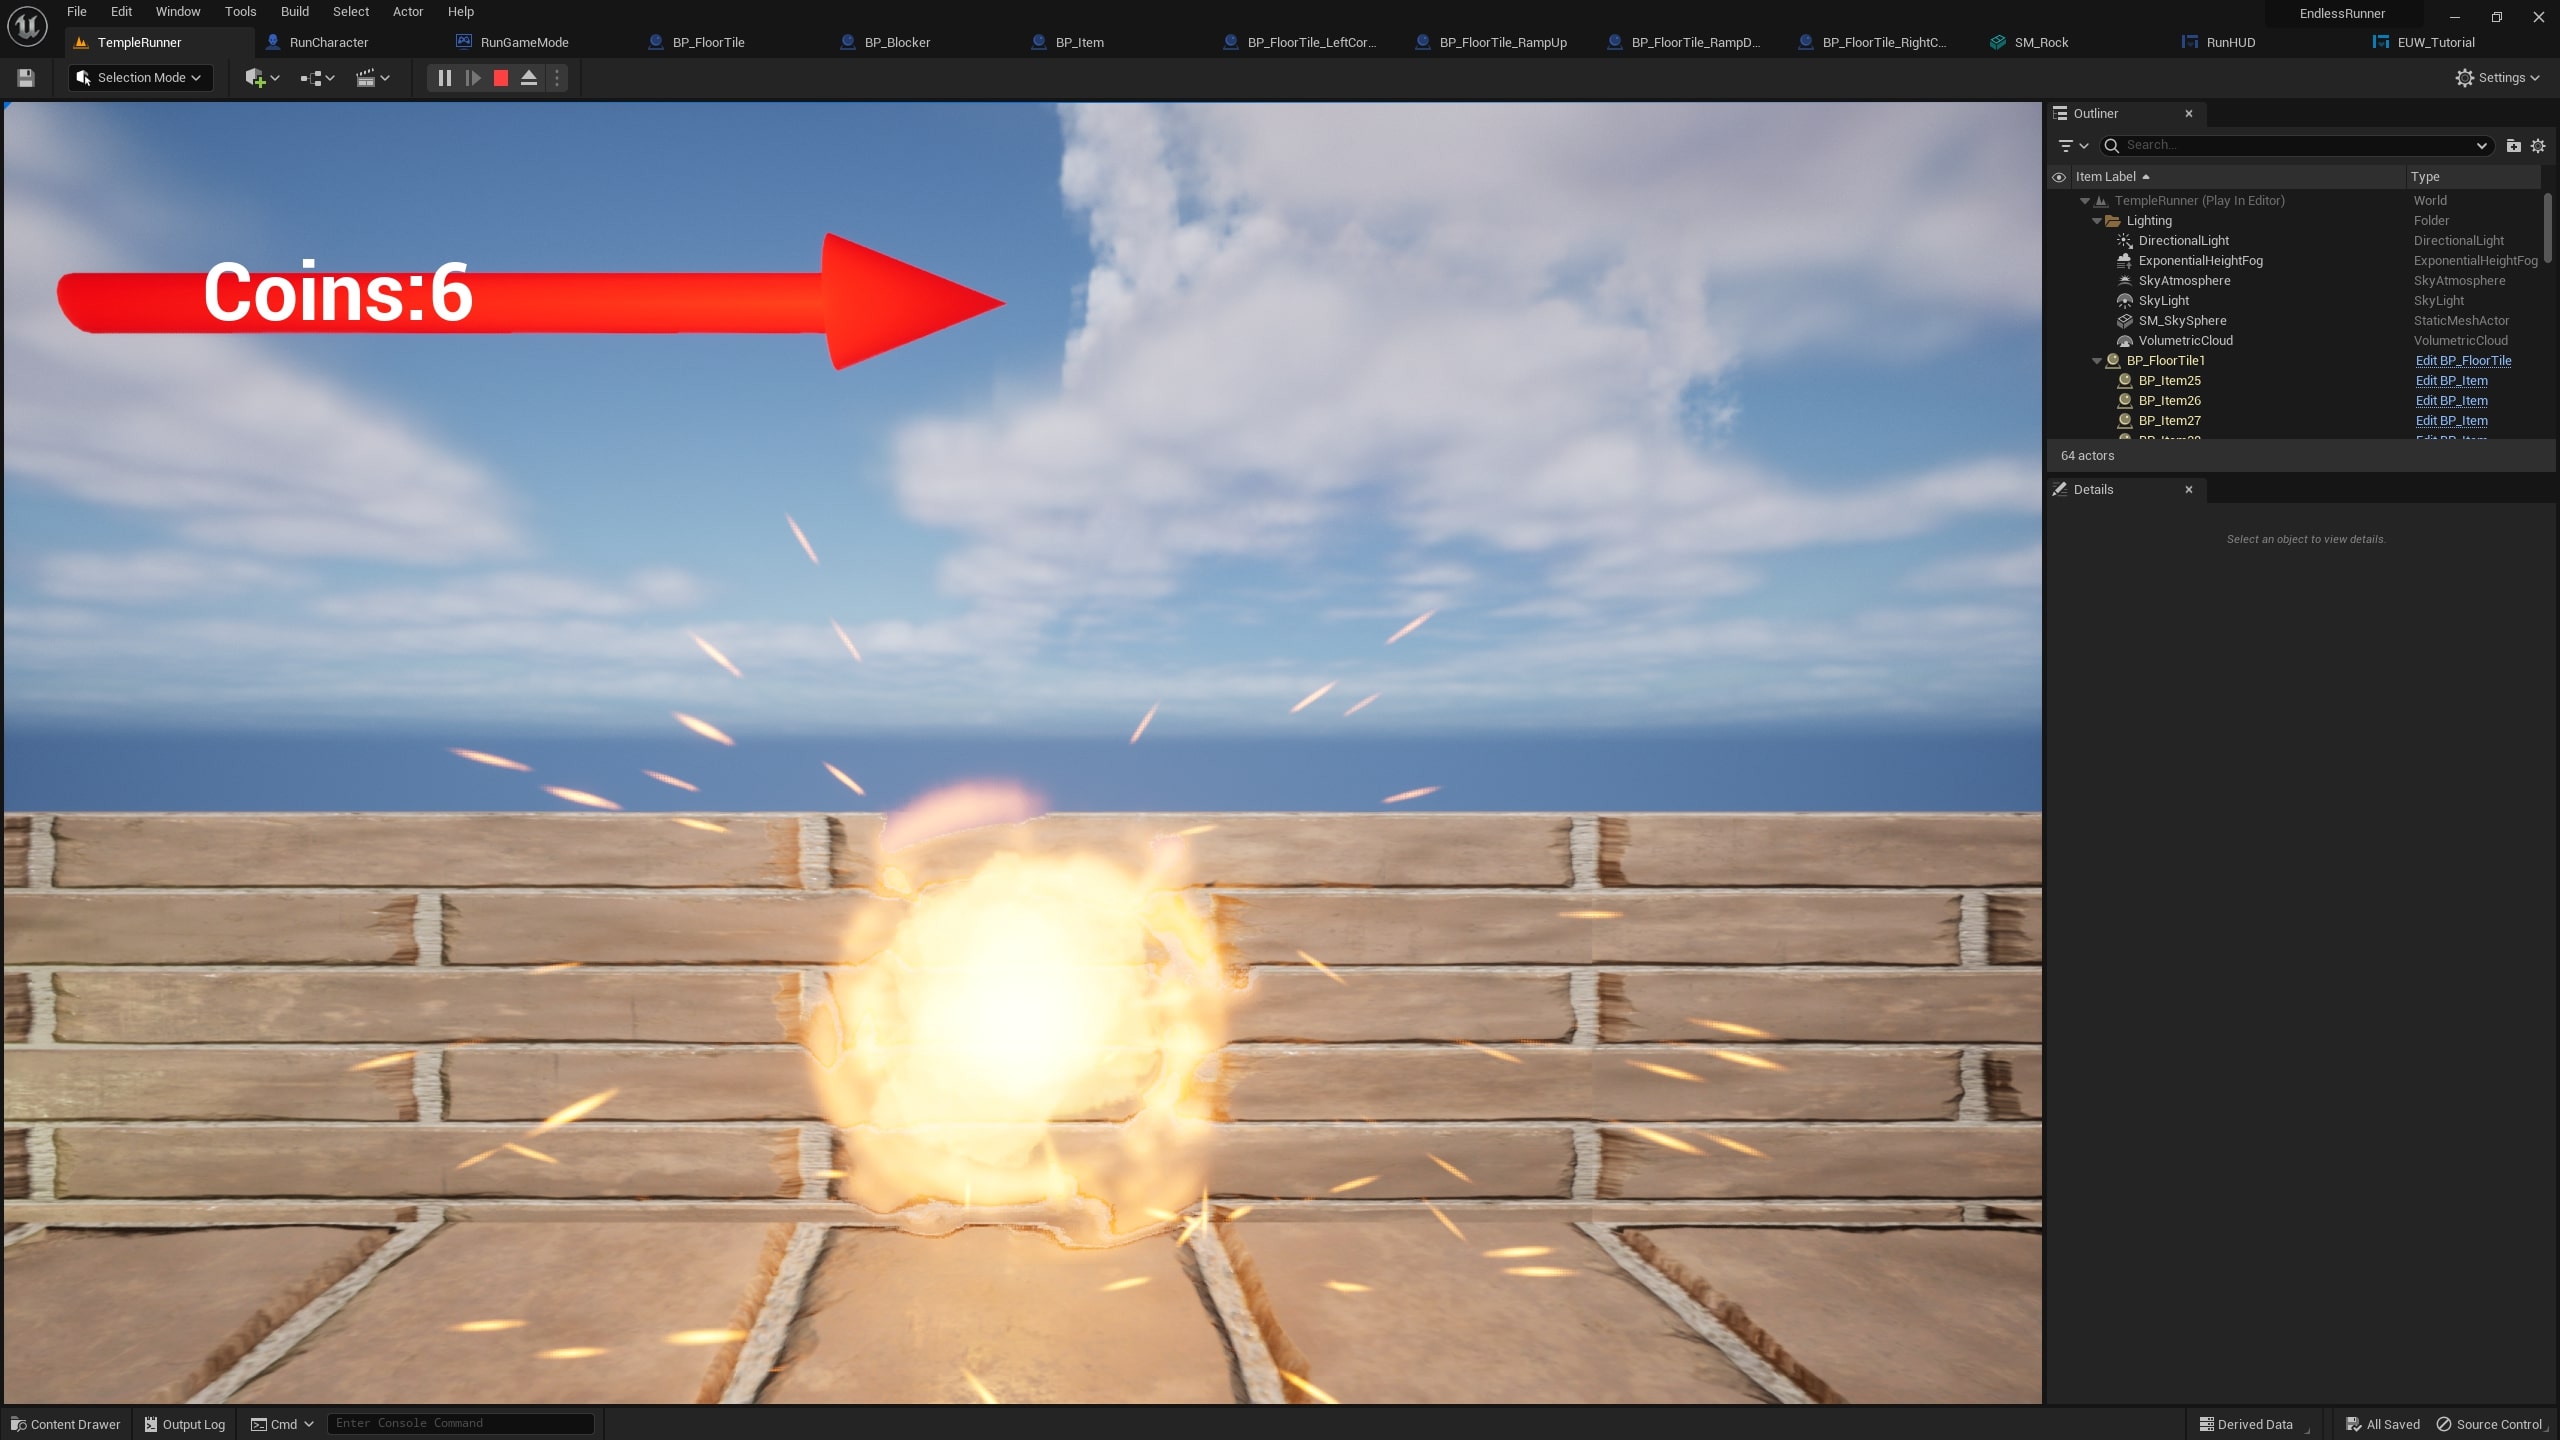 File Edit Window Tools Build Select Actor Help
EndlessRunner
TempleRunner RunCharacter RunGameMode BP_FloorTile BP_Blocker BP_Item BP_FloorTile_LeftCor... BP_FloorTile_RampUp BP_FloorTile_RampD... BP_FloorTile_RightC... SM_Rock RunHUD EUW_Tutorial
Selection Mode
Settings
Outliner
Search...
Item Label Type
TempleRunner (Play In Editor) World
Lighting Folder
DirectionalLight DirectionalLight
ExponentialHeightFog ExponentialHeightFog
SkyAtmosphere SkyAtmosphere
SkyLight SkyLight
SM_SkySphere StaticMeshActor
VolumetricCloud VolumetricCloud
BP_FloorTile1 Edit BP_FloorTile
BP_Item25 Edit BP_Item
BP_Item26 Edit BP_Item
BP_Item27 Edit BP_Item
64 actors
Details
Select an object to view details.
Coins:6
Content Drawer Output Log Cmd Enter Console Command
Derived Data All Saved Source Control